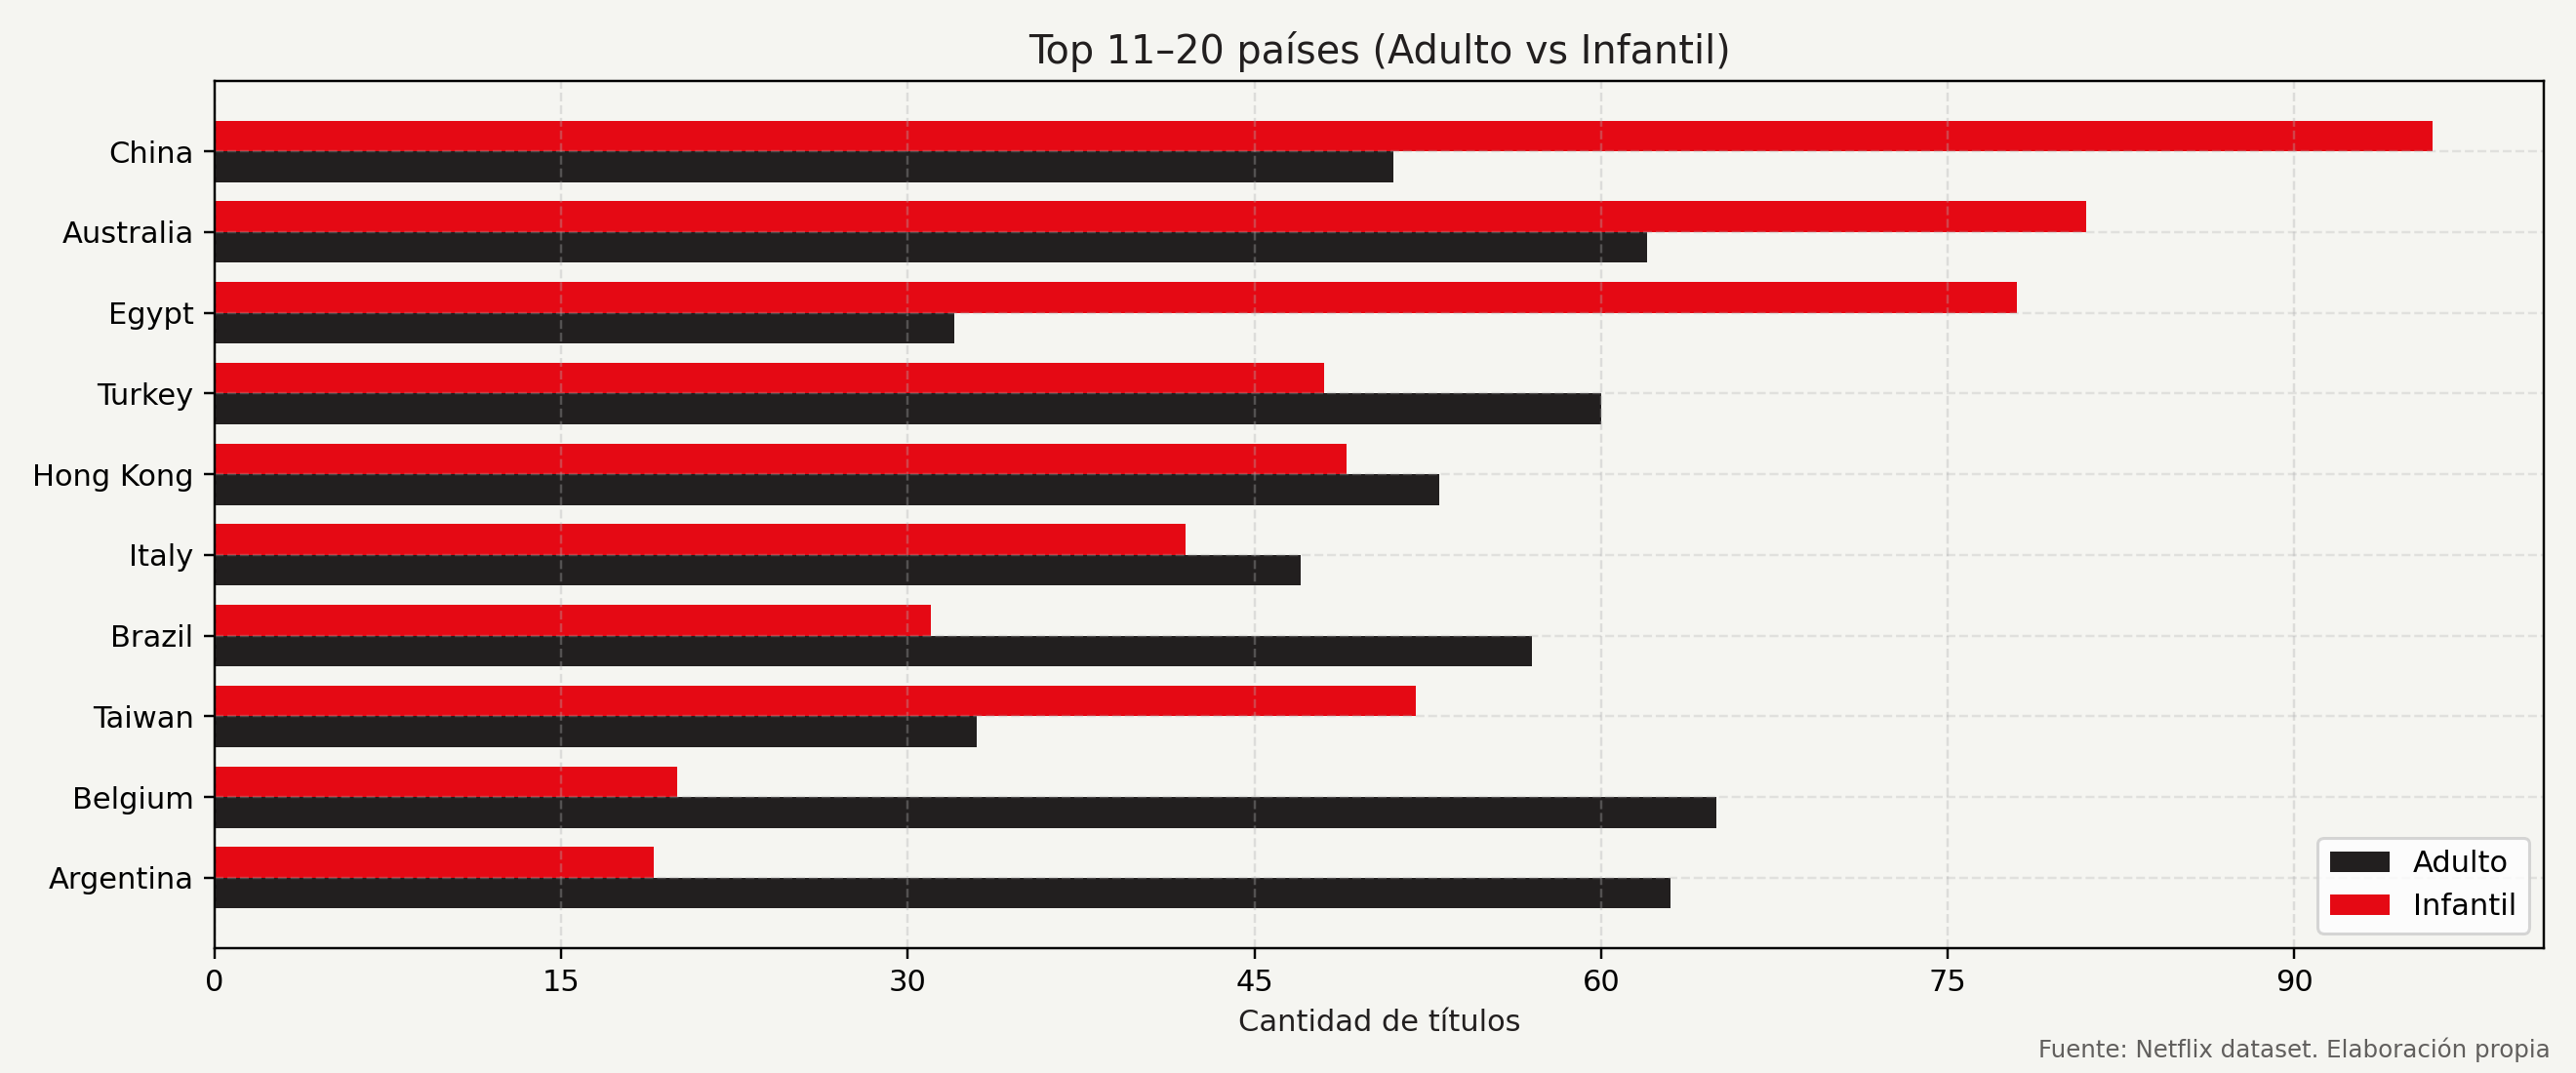 Top 11–20 países (Adulto vs Infantil)
China
Australia
Egypt
Turkey
Hong Kong
Italy
Brazil
Taiwan
Belgium
Argentina
Adulto
Infantil
0 15 30 45 60 75 90
Cantidad de títulos
Fuente: Netflix dataset. Elaboración propia